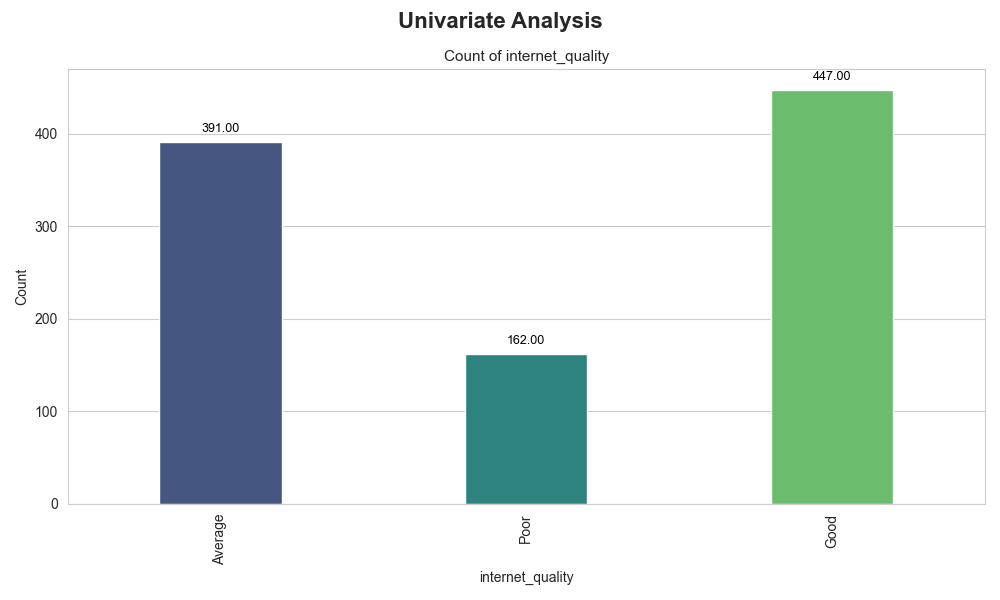 Univariate Analysis
Count of internet_quality
447.00
391.00
162.00
400
300
200
100
0
Count
Average
Poor
Good
internet_quality